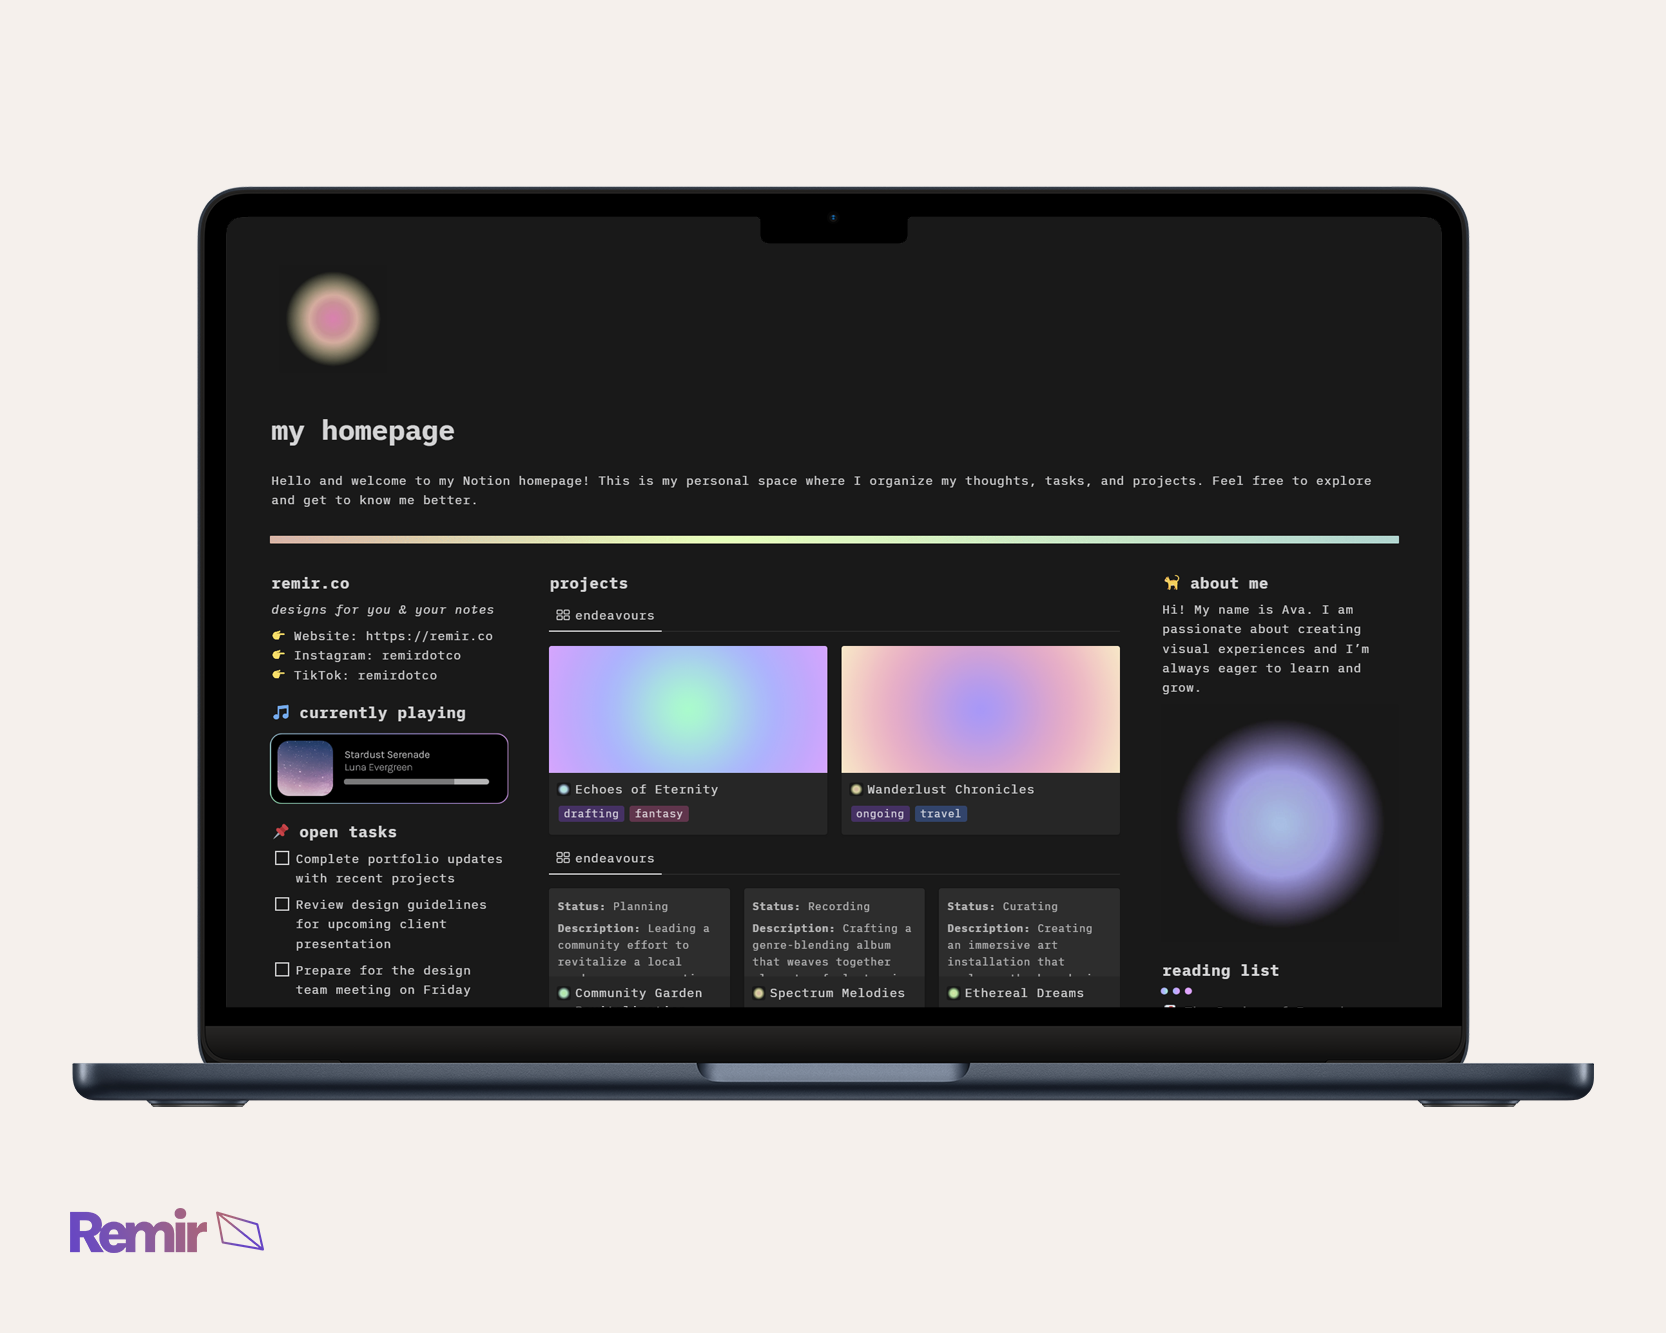 my homepage
Hello and welcome to my Notion homepage! This is my personal space where I organize my thoughts, tasks, and projects. Feel free to explore
and get to know me better.
remir.co
designs for you & your notes
Website: https://remir.co
Instagram: remirdotco
TikTok: remirdotco
currently playing
Stardust Serenade
Luna Evergreen
open tasks
Complete portfolio updates
with recent projects
Review design guidelines
for upcoming client
presentation
Prepare for the design
team meeting on Friday
projects
endeavours
Echoes of Eternity
drafting fantasy
Wanderlust Chronicles
ongoing travel
endeavours
Status: Planning
Description: Leading a
community effort to
revitalize a local
Community Garden
Status: Recording
Description: Crafting a
genre-blending album
that weaves together
Spectrum Melodies
Status: Curating
Description: Creating
an immersive art
installation that
Ethereal Dreams
about me
Hi! My name is Ava. I am
passionate about creating
visual experiences and I’m
always eager to learn and
grow.
reading list
Remir